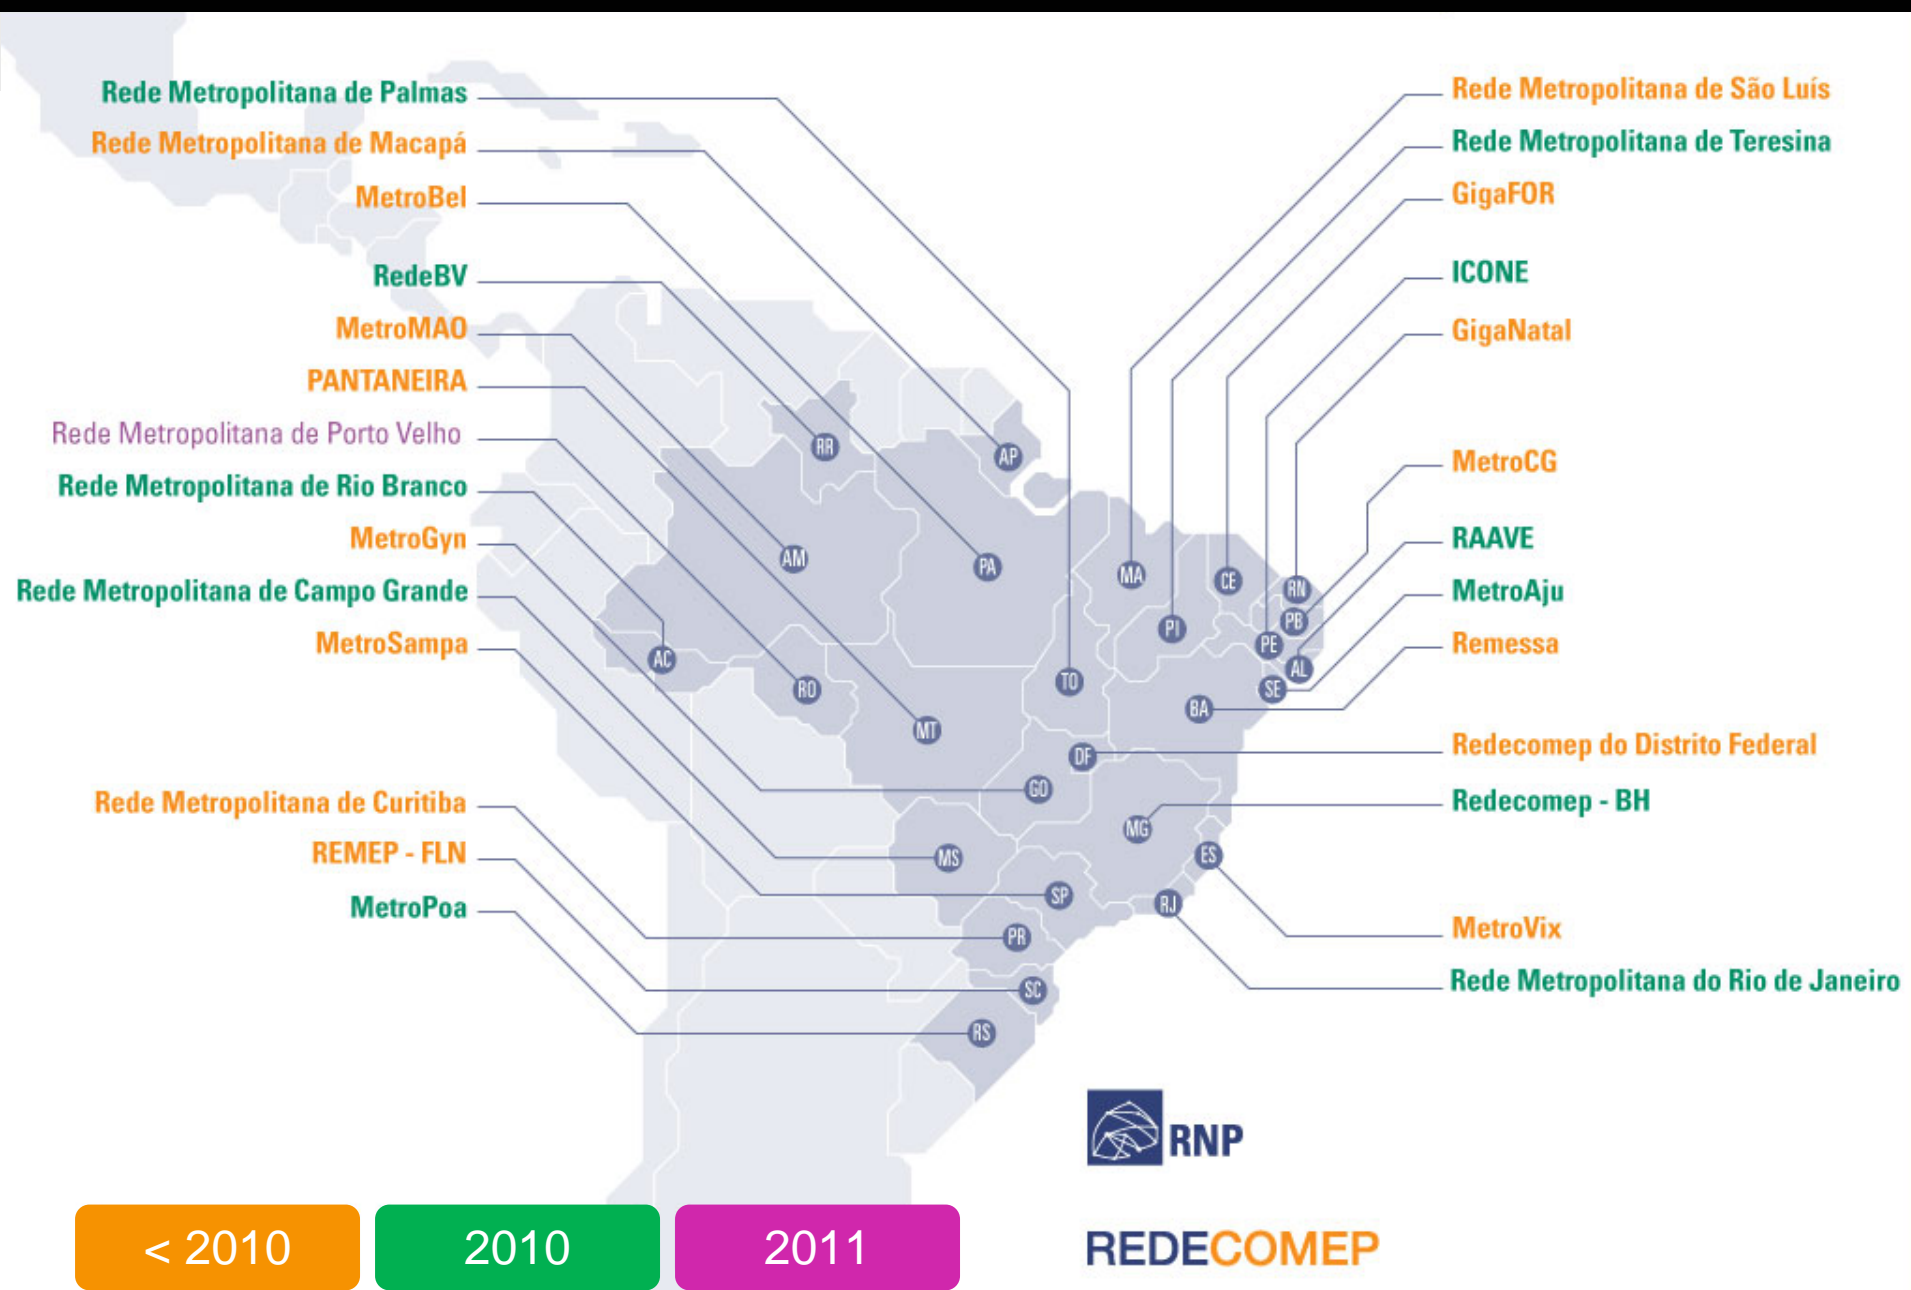 Rede Metropolitana de Palmas
Rede Metropolitana de Macapá
MetroBel
RedeBV
MetroMAO
PANTANEIRA
Rede Metropolitana de Porto Velho
Rede Metropolitana de Rio Branco
MetroGyn
Rede Metropolitana de Campo Grande
MetroSampa
Rede Metropolitana de Curitiba
REMEP - FLN
MetroPoa
Rede Metropolitana de São Luís
Rede Metropolitana de Teresina
GigaFOR
ICONE
GigaNatal
MetroCG
RAAVE
MetroAju
Remessa
Redecomep do Distrito Federal
Redecomep - BH
MetroVix
Rede Metropolitana do Rio de Janeiro
RR
AP
AM
PA
MA
CE
RN
PB
PI
PE
AC
AL
RO
TO
SE
BA
MT
DF
GO
MG
MS
ES
SP
RJ
PR
SC
RS
RNP
< 2010
2010
2011
REDECOMEP